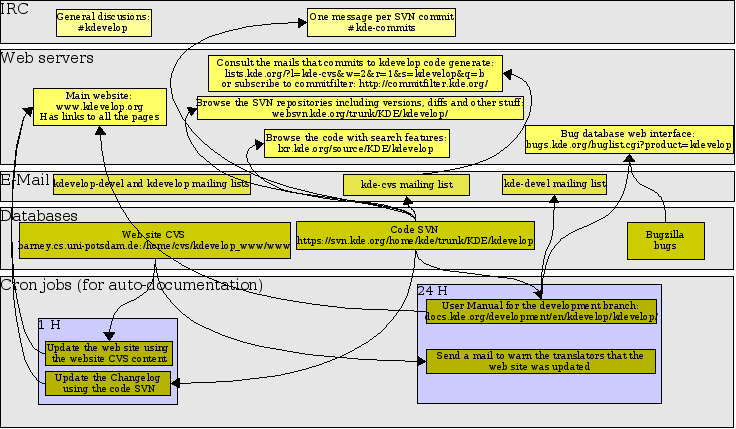 IRC
General discusions:
#kdevelop
One message per SVN commit
#kde-commits
Web servers
Consult the mails that commits to kdevelop code generate:
lists.kde.org/?l=kde-cvs&w=2&r=1&s=kdevelop&q=b
or subscribe to commitfilter: http://commitfilter.kde.org/
Main website:
www.kdevelop.org
Has links to all the pages
Browse the SVN repositories including versions, diffs and other stuff:
websvn.kde.org/trunk/KDE/kdevelop/
Browse the code with search features:
lxr.kde.org/source/KDE/kdevelop
Bug database web interface:
bugs.kde.org/buglist.cgi?product=kdevelop
E-Mail
kdevelop-devel and kdevelop mailing lists
kde-cvs mailing list
kde-devel mailing list
Databases
Web site CVS
barney.cs.uni-potsdam.de:/home/cvs/kdevelop_www/www
Code SVN
https://svn.kde.org/home/kde/trunk/KDE/kdevelop
Bugzilla
bugs
Cron jobs (for auto-documentation)
1 H
Update the web site using
the website CVS content
Update the Changelog
using the code SVN
24 H
User Manual for the development branch:
docs.kde.org/development/en/kdevelop/kdevelop/
Send a mail to warn the translators that the
web site was updated